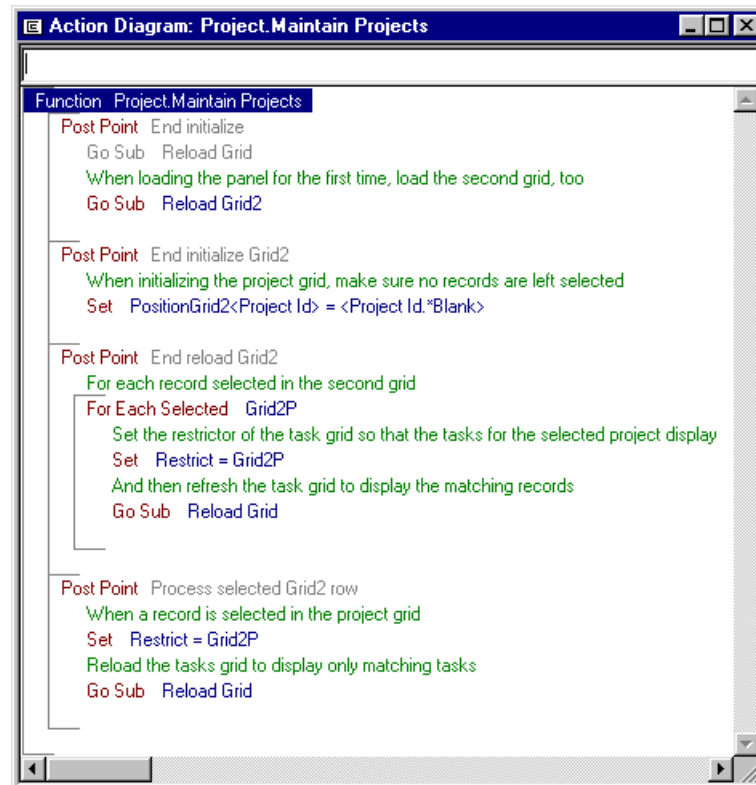 Action Diagram: Project.Maintain Projects
Function Project.Maintain Projects
Post Point End initialize
Go Sub Reload Grid
When loading the panel for the first time, load the second grid, too
Go Sub Reload Grid2
Post Point End initialize Grid2
When initializing the project grid, make sure no records are left selected
Set PositionGrid2<Project Id> = <Project Id.*Blank>
Post Point End reload Grid2
For each record selected in the second grid
For Each Selected Grid2P
Set the restrictor of the task grid so that the tasks for the selected project display
Set Restrict = Grid2P
And then refresh the task grid to display the matching records
Go Sub Reload Grid
Post Point Process selected Grid2 row
When a record is selected in the project grid
Set Restrict = Grid2P
Reload the tasks grid to display only matching tasks
Go Sub Reload Grid